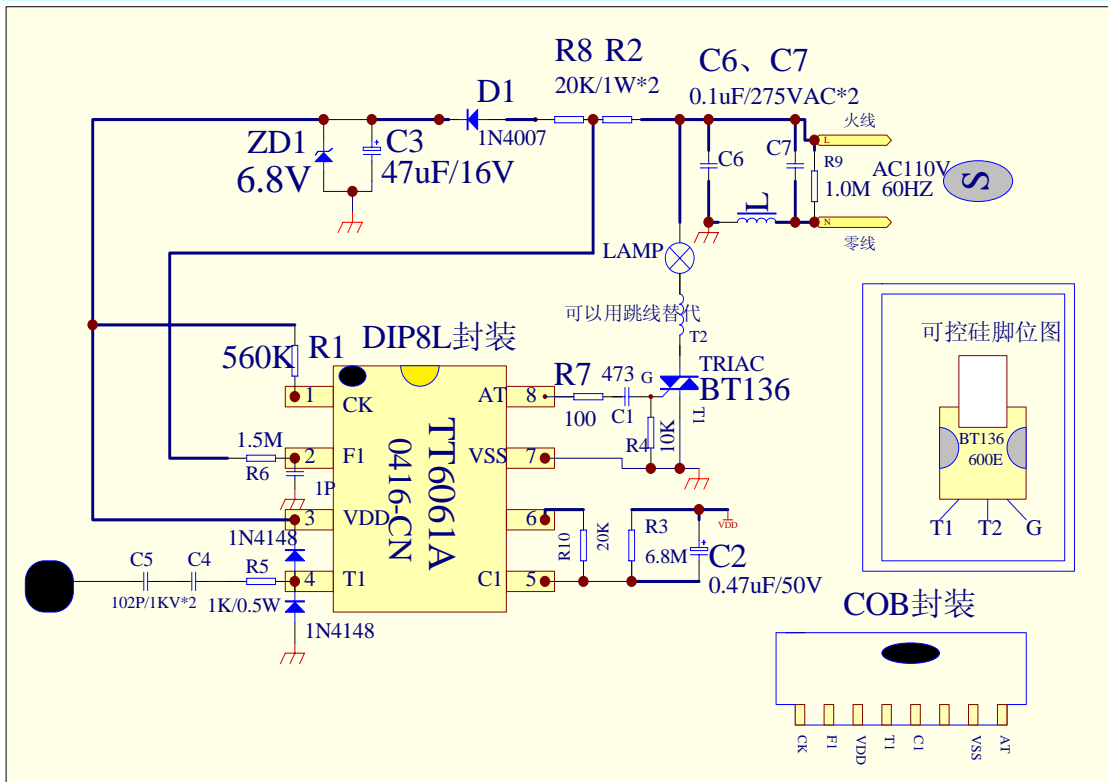 R8 R2
20K/1W*2
C6、C7
0.1uF/275VAC*2
D1
1N4007
ZD1
6.8V
C3
47uF/16V
C6
C7
火线
L
R9
1.0M
AC110V
60HZ
S
L
N
零线
LAMP
可以用跳线替代
T2
TRIAC
BT136
T1
G
473
C1
R7
100
R4
10K
560K
R1
DIP8L封装
1
CK
AT
8
1.5M
R6
1P
2
F1
VSS
7
TT6061A
0416-CN
3
VDD
6
1N4148
C5
C4
R5
102P/1KV*2
1K/0.5W
4
T1
C1
5
1N4148
R10
20K
R3
6.8M
VDD
C2
0.47uF/50V
可控硅脚位图
BT136
600E
T1
T2
G
COB封装
CK
F1
VDD
T1
C1
VSS
AT